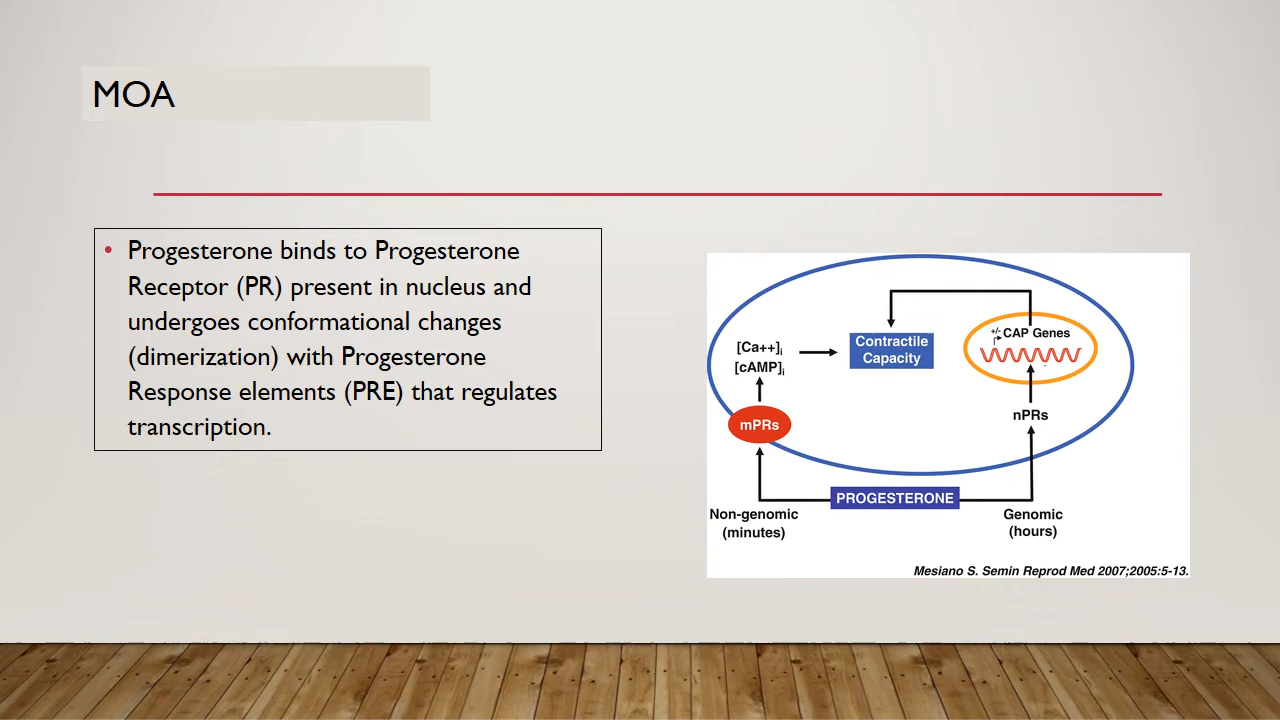 MOA
• Progesterone binds to Progesterone
Receptor (PR) present in nucleus and
undergoes conformational changes
(dimerization) with Progesterone
Response elements (PRE) that regulates
transcription.
[Ca++]i
[cAMP]i
Contractile
Capacity
+/- CAP Genes
mPRs
nPRs
PROGESTERONE
Non-genomic
(minutes)
Genomic
(hours)
Mesiano S. Semin Reprod Med 2007;2005:5-13.